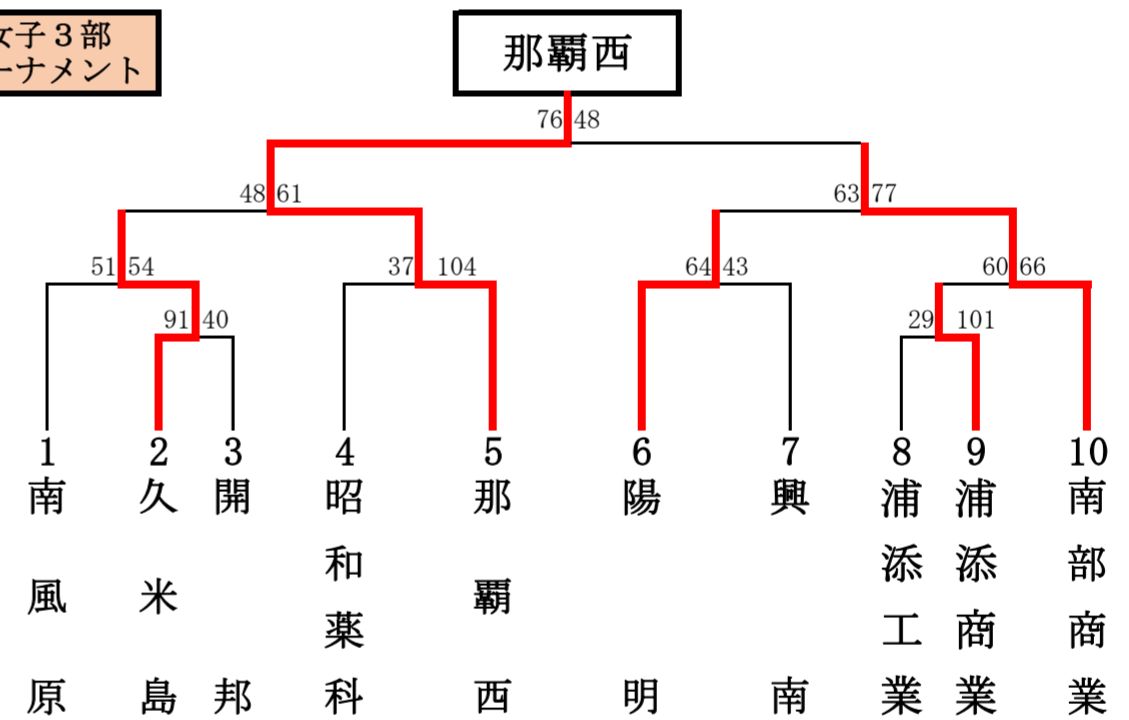 女子３部
ーナメント
那覇西
76 48
48 61
63 77
51 54
37 104
64 43
60 66
91 40
29 101
1 2 3 4 5 6 7 8 9 10
南風原
久米島
開邦
昭和薬科
那覇西
陽明
興南
浦添工業
浦添商業
南部商業